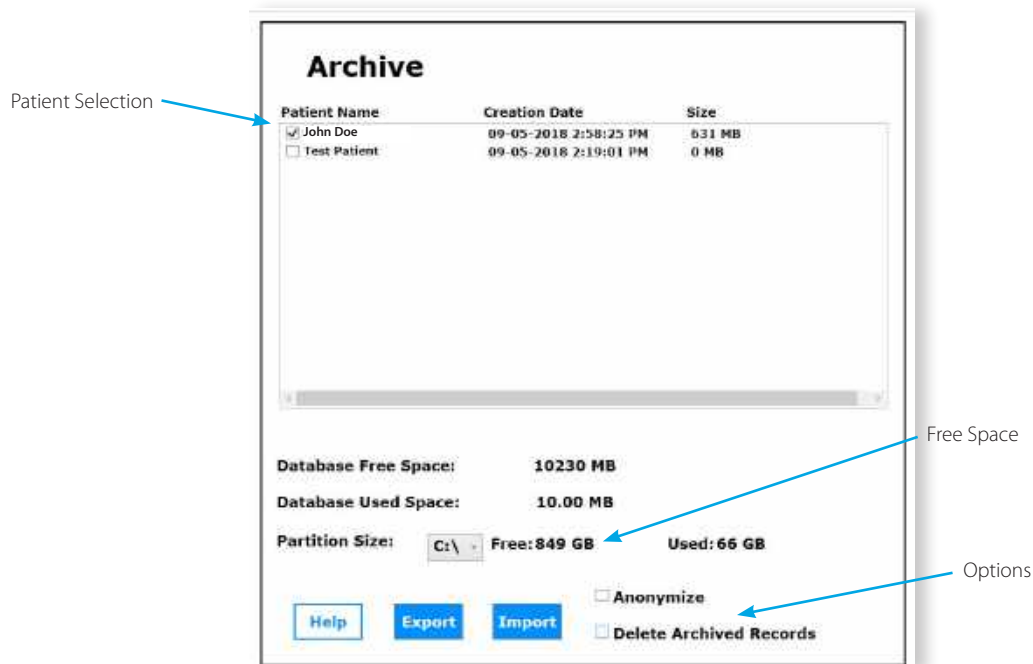 Archive
Patient Selection
Patient Name Creation Date Size
John Doe 09-05-2018 2:58:25 PM 631 MB
Test Patient 09-05-2018 2:19:01 PM 0 MB
Free Space
Database Free Space: 10230 MB
Database Used Space: 10.00 MB
Partition Size: C:\ Free: 849 GB Used: 66 GB
Options
Anonymize
Help Export Import
Delete Archived Records